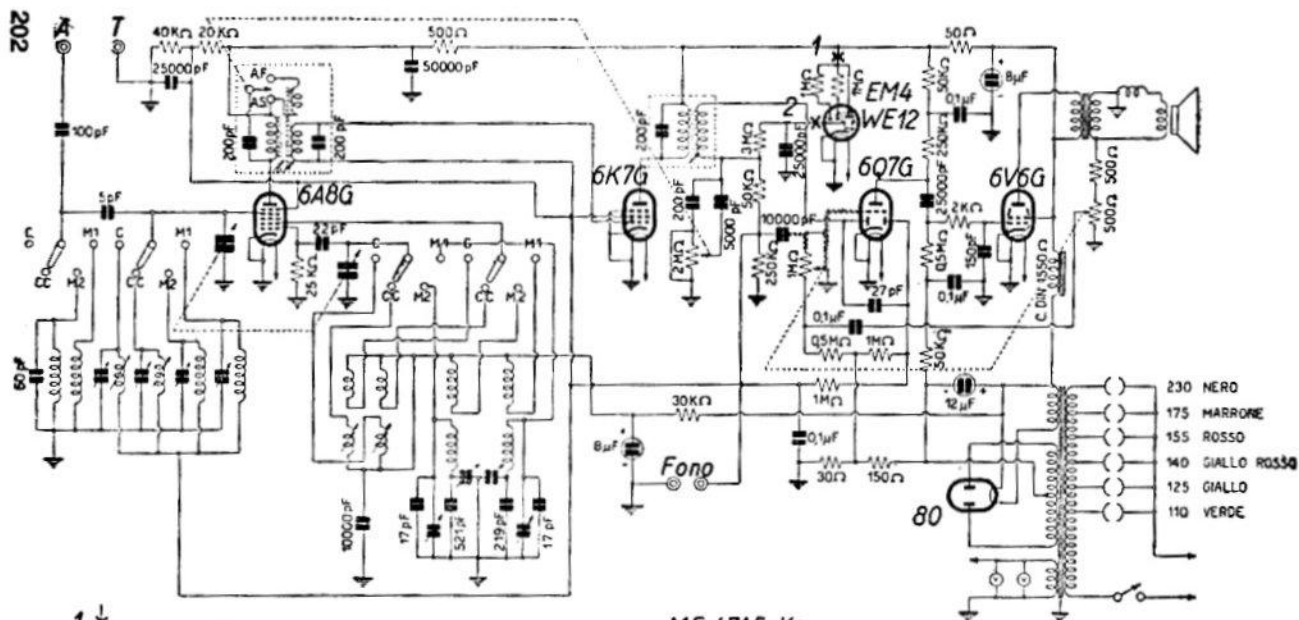 202
A
T
40KΩ
20KΩ
25000pF
500Ω
50000pF
A.F.
A.S.
200pF
200pF
100pF
5pF
6A8G
22pF
25KΩ
C
CC
M1
M2
C
CC
M1
M2
C
CC
M1
M2
G
CC
M1
M2
60pF
10000pF
17pF
521pF
219pF
17pF
200pF
6K7G
200pF
2MΩ
5000pF
50KΩ
3MΩ
250KΩ
10000pF
1
2
1MΩ
1MΩ
25000pF
EM4
WE12
6Q7G
1MΩ
27pF
0,1µF
0,5MΩ
1MΩ
1MΩ
30KΩ
8µF
Fono
0,1µF
30Ω
150Ω
50Ω
50KΩ
0,1µF
8µF
250KΩ
25000pF
2KΩ
6V6G
0,5MΩ
150pF
0,1µF
50KΩ
12µF
C. DIN 1550Ω
500Ω
500Ω
80
230 NERO
175 MARRONE
155 ROSSO
140 GIALLO ROSSO
125 GIALLO
110 VERDE
1